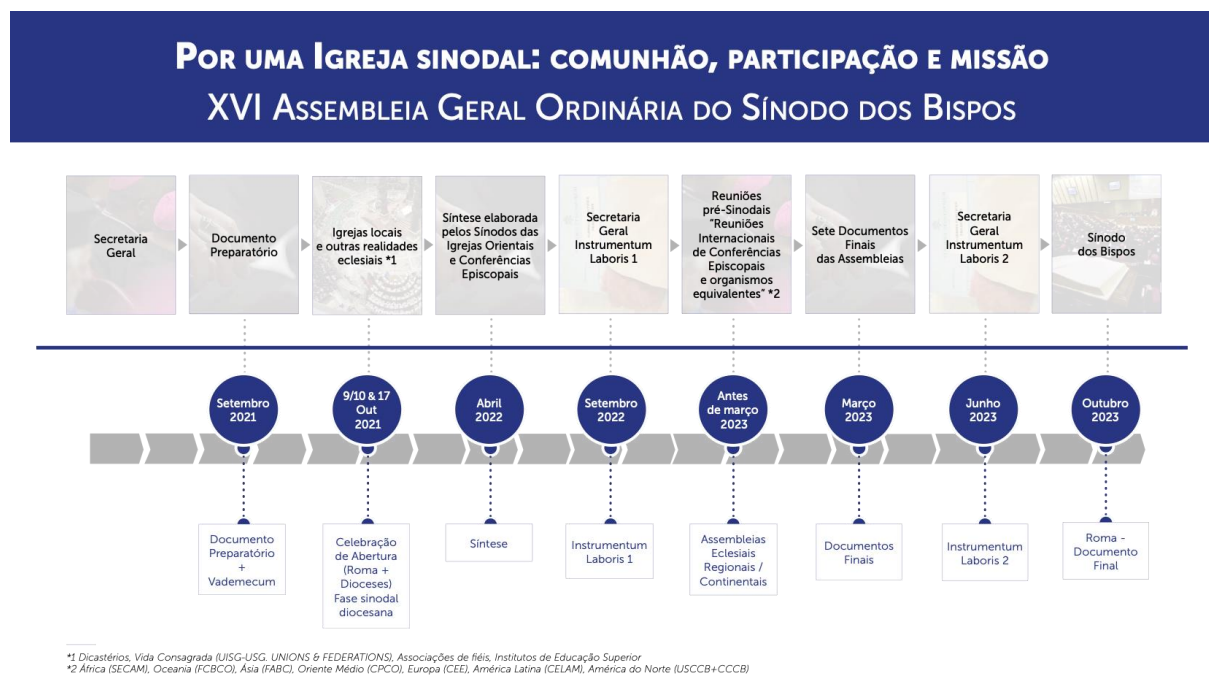 Por uma Igreja sinodal: comunhão, participação e missão
XVI Assembleia Geral Ordinária do Sínodo dos Bispos
Secretaria
Geral
Documento
Preparatório
Igrejas locais
e outras realidades
eclesiais *1
Síntese elaborada
pelos Sínodos das
Igrejas Orientais
e Conferências
Episcopais
Secretaria
Geral
Instrumentum
Laboris 1
Reuniões
pré-Sinodais
"Reuniões
Internacionais
de Conferências
Episcopais
e organismos
equivalentes" *2
Sete Documentos
Finais
das Assembleias
Secretaria
Geral
Instrumentum
Laboris 2
Sínodo
dos Bispos
Setembro
2021
9/10 & 17
Out
2021
Abril
2022
Setembro
2022
Antes
de março
2023
Março
2023
Junho
2023
Outubro
2023
Documento
Preparatório
+
Vademecum
Celebração
de Abertura
(Roma +
Dioceses)
Fase sinodal
diocesana
Síntese
Instrumentum
Laboris 1
Assembleias
Eclesiais
Regionais /
Continentais
Documentos
Finais
Instrumentum
Laboris 2
Roma -
Documento
Final
*1 Dicastérios, Vida Consagrada (UISG-USG. UNIONS & FEDERATIONS), Associações de fiéis, Institutos de Educação Superior
*2 África (SECAM), Oceania (FCBCO), Ásia (FABC), Oriente Médio (CPCO), Europa (CEE), América Latina (CELAM), América do Norte (USCCB+CCCB)